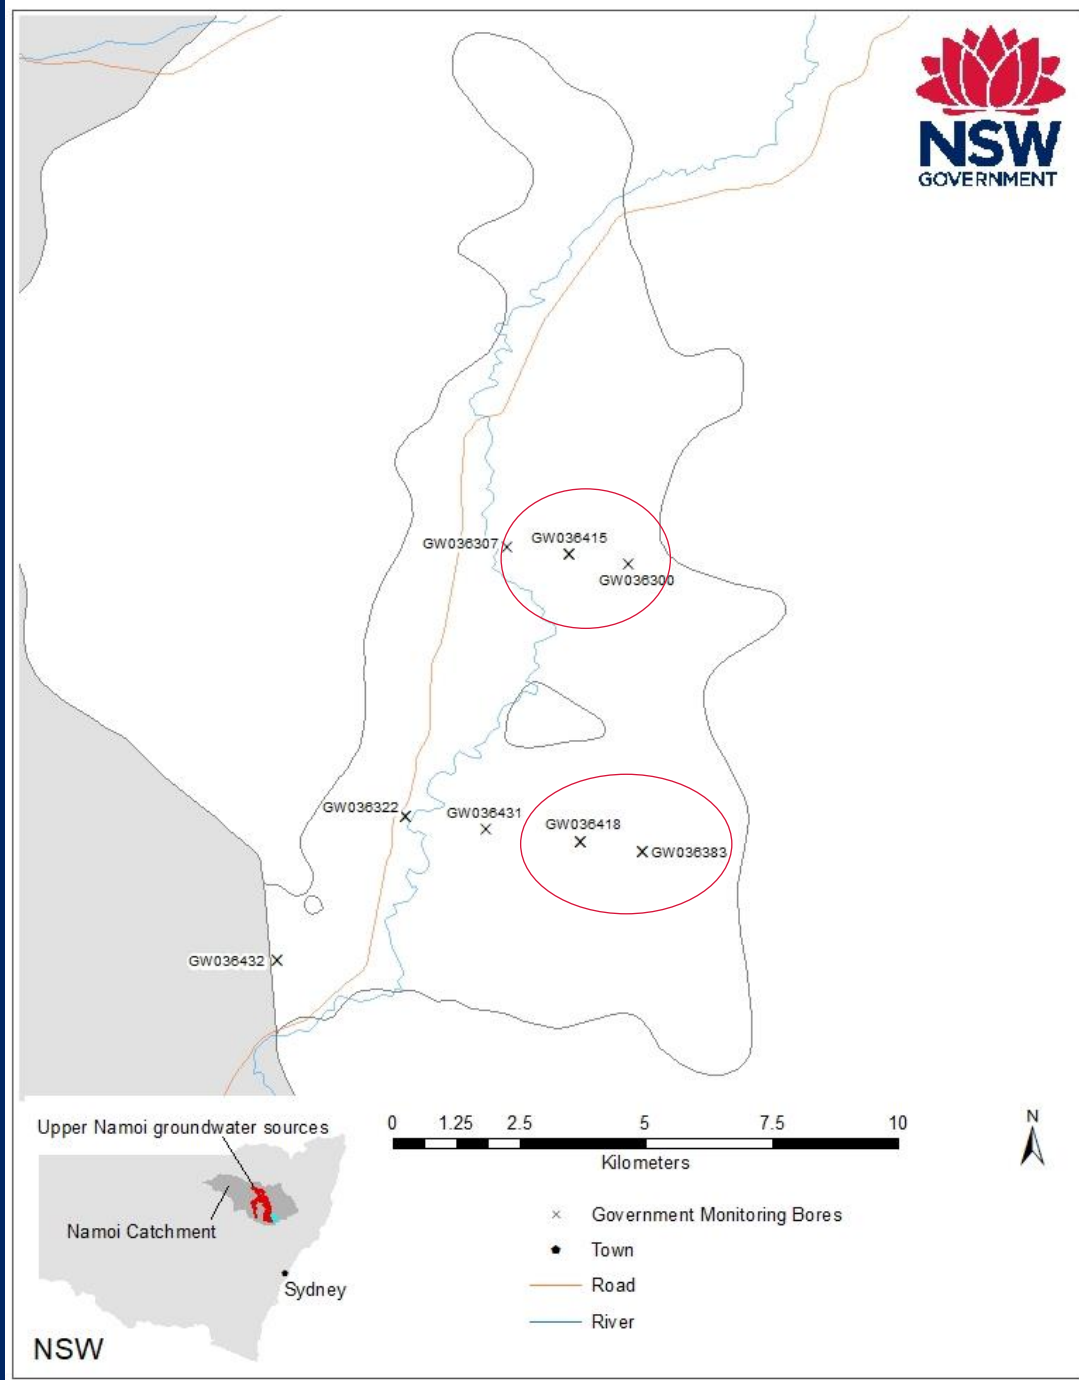 NSW
GOVERNMENT
GW036307
GW036415
GW036300
GW036322
GW036431
GW036418
GW036383
GW036432
Upper Namoi groundwater sources
Namoi Catchment
Sydney
NSW
0 1.25 2.5 5 7.5 10
Kilometers
N
Government Monitoring Bores
Town
Road
River